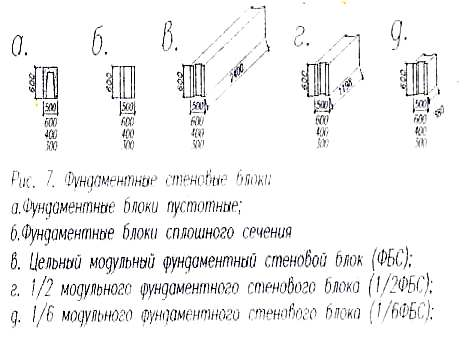 а. б. в. г. д.
600 600 600 2400 600 1180 600
500 500 500 500 500
600 600 600 600 600
400 400 400 400 400
300 300 300 300 300
Рис. 7. Фундаментные стеновые блоки
а.Фундаментные блоки пустотные;
б.Фундаментные блоки сплошного сечения
в. Цельный модульный фундаментный стеновой блок (ФБС);
г. 1/2 модульного фундаментного стенового блока (1/2ФБС);
д. 1/6 модульного фундаментного стенового блока (1/6ФБС);